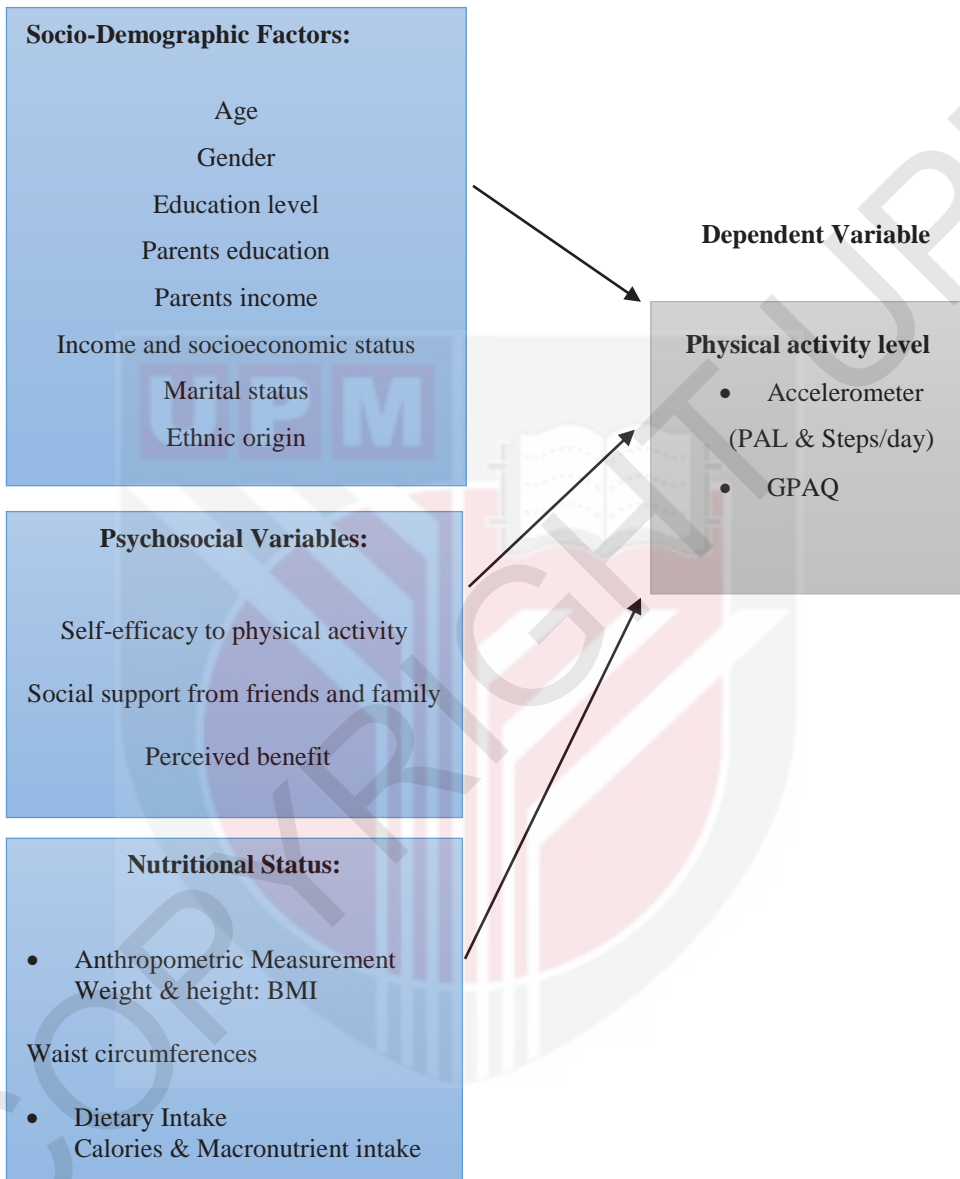 Socio-Demographic Factors:
Age
Gender
Education level
Parents education
Parents income
Income and socioeconomic status
Marital status
Ethnic origin
Psychosocial Variables:
Self-efficacy to physical activity
Social support from friends and family
Perceived benefit
Nutritional Status:
• Anthropometric Measurement
Weight & height: BMI
Waist circumferences
• Dietary Intake
Calories & Macronutrient intake
Dependent Variable
Physical activity level
• Accelerometer
(PAL & Steps/day)
• GPAQ
UPM
COPYRIGHT UP